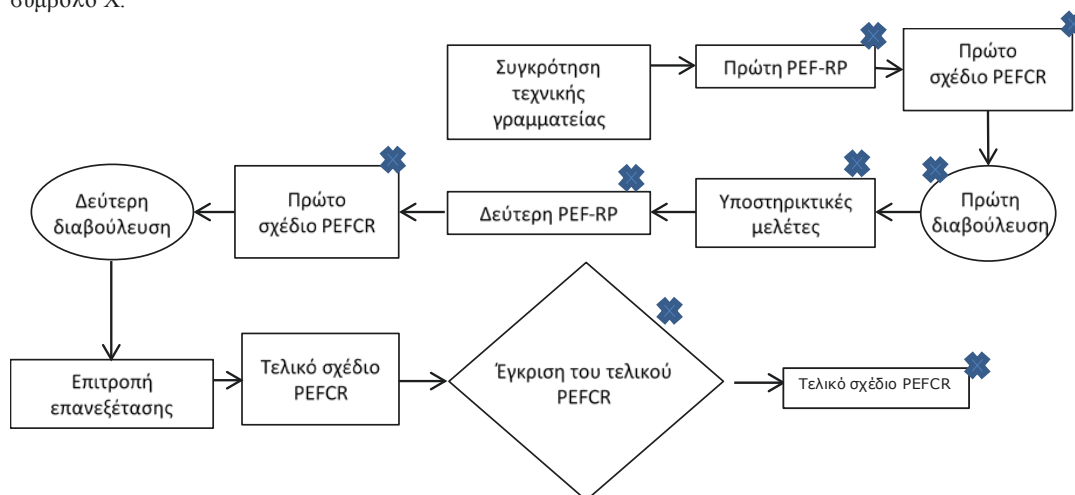 σύμβολο Χ.
Συγκρότηση
τεχνικής
γραμματείας
Πρώτη PEF-RP
Πρώτο
σχέδιο PEFCR
Πρώτη
διαβούλευση
Υποστηρικτικές
μελέτες
Δεύτερη PEF-RP
Πρώτο
σχέδιο PEFCR
Δεύτερη
διαβούλευση
Επιτροπή
επανεξέτασης
Τελικό σχέδιο
PEFCR
Έγκριση του τελικού
PEFCR
Τελικό σχέδιο PEFCR